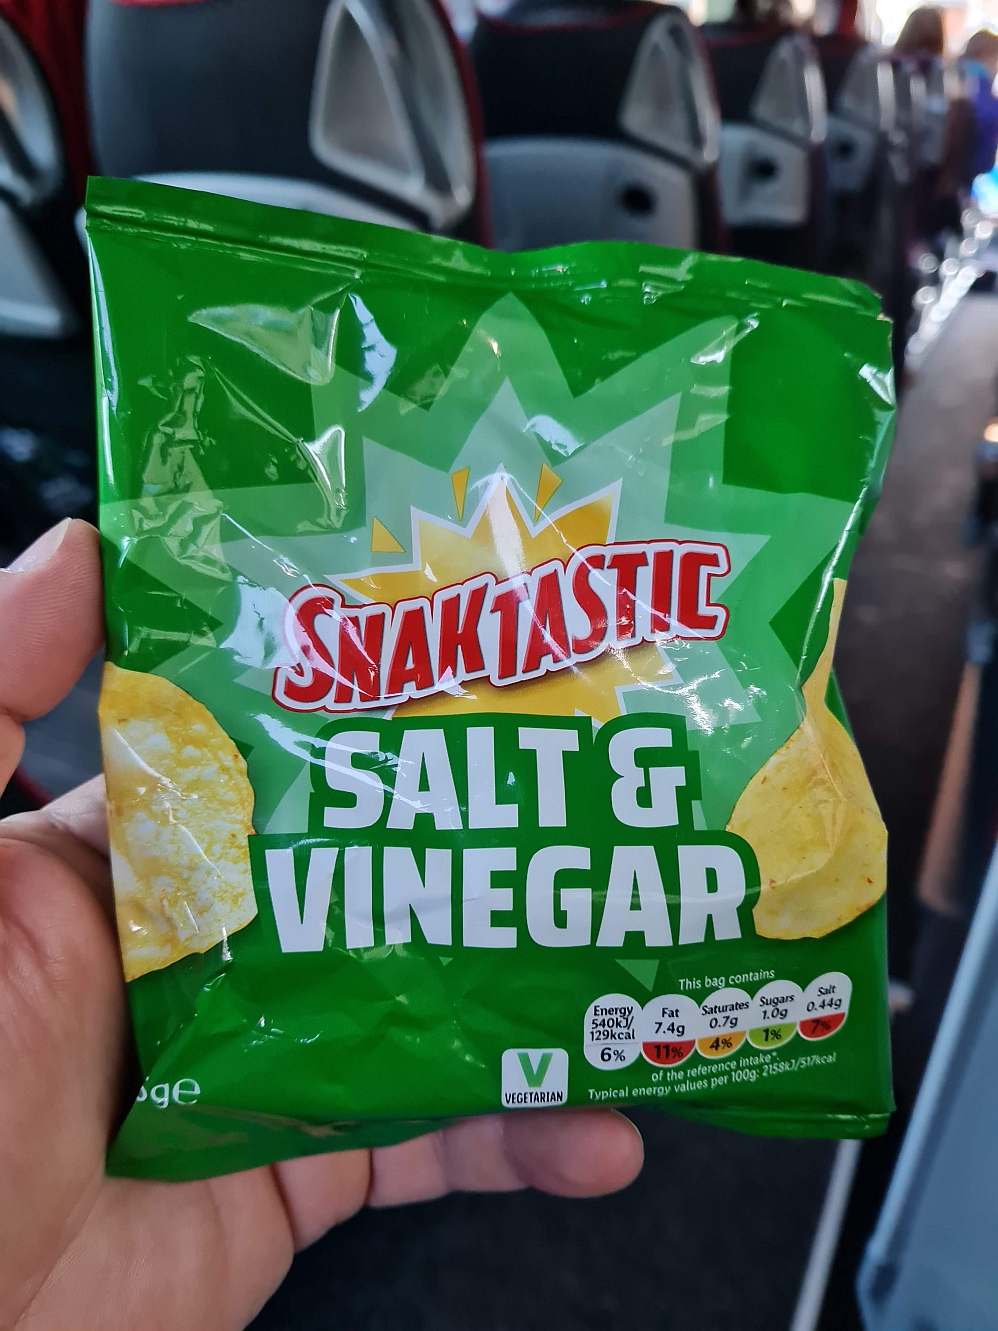 SNAKTASTIC
SALT &
VINEGAR
This bag contains
Energy
540kJ/
129kcal
6%
Fat
7.4g
11%
Saturates
0.7g
4%
Sugars
1.0g
1%
Salt
0.44g
7%
of the reference intake*.
Typical energy values per 100g: 2158kJ/517kcal
V
VEGETARIAN
5g℮